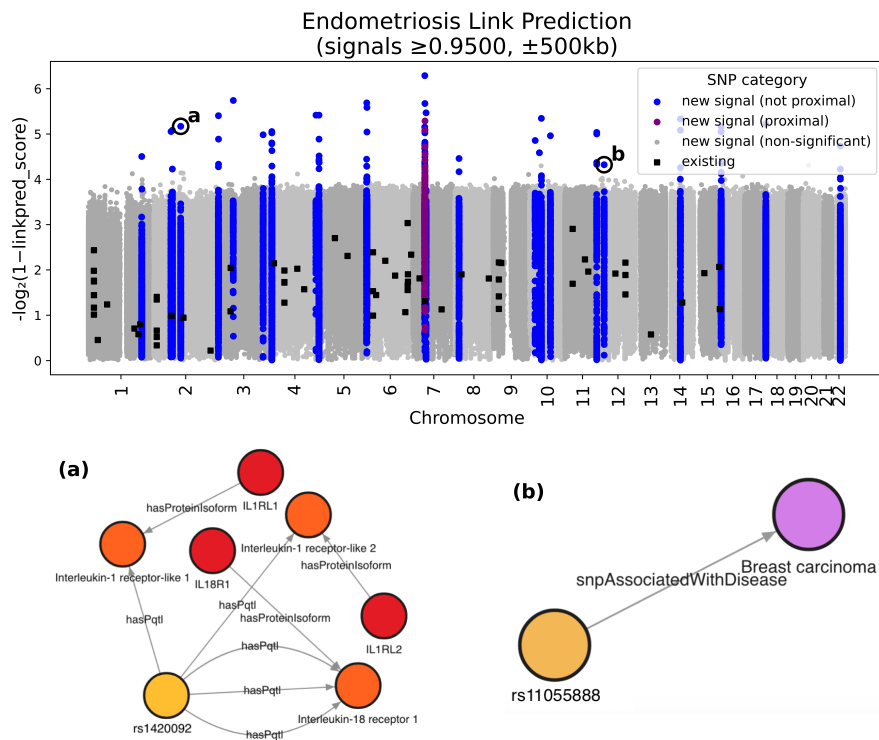 Endometriosis Link Prediction
(signals ≥0.9500, ±500kb)
-log₂(1−linkpred_score)
6
5
4
3
2
1
0
SNP category
new signal (not proximal)
new signal (proximal)
new signal (non-significant)
existing
a
b
1 2 3 4 5 6 7 8 9 10 11 12 13 14 15 16 17 18 19 20 21 22
Chromosome
(a)
IL1RL1
hasProteinIsoform
Interleukin-1 receptor-like 1
IL18R1
Interleukin-1 receptor-like 2
hasProteinIsoform
hasPqtl
hasPqtl
hasProteinIsoform
IL1RL2
hasPqtl
hasPqtl
hasPqtl
rs1420092
Interleukin-18 receptor 1
(b)
Breast carcinoma
snpAssociatedWithDisease
rs11055888